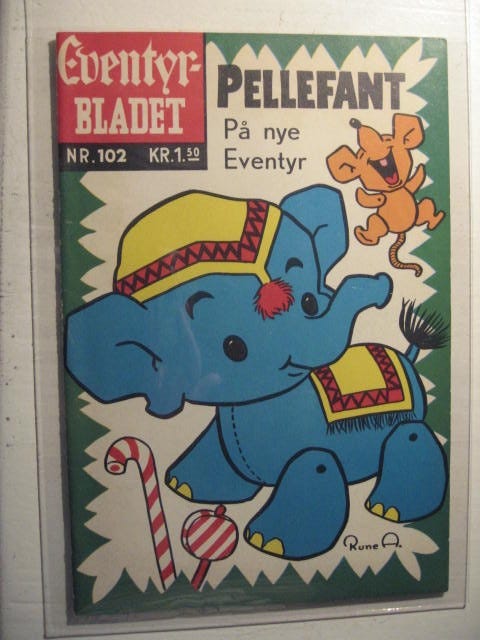 Eventyr-
BLADET
NR. 102 KR. 1.50
PELLEFANT
På nye
Eventyr
Rune A.